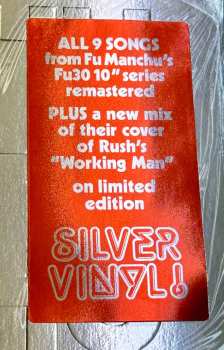 ALL 9 SONGS
from Fu Manchu's
Fu30 10" series
remastered
PLUS a new mix
of their cover
of Rush's
"Working Man"
on limited
edition
SILVER
VINYL!